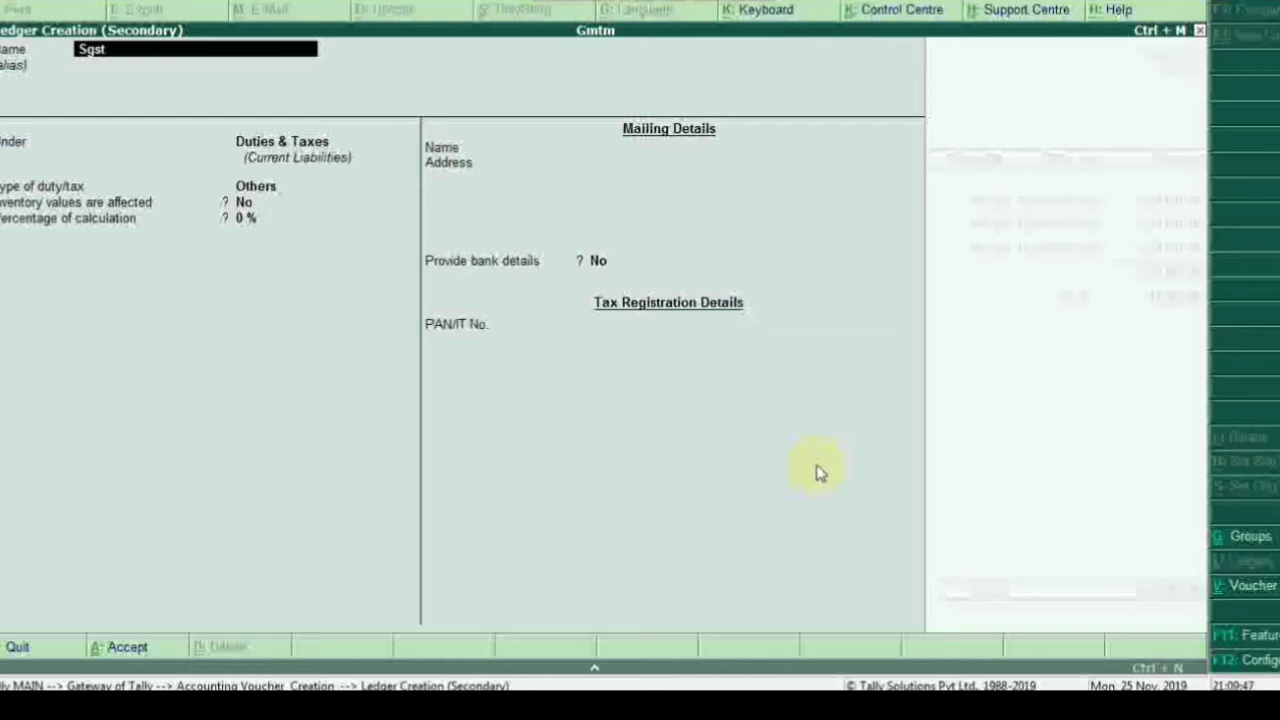 K: Keyboard K: Control Centre H: Support Centre H: Help
edger Creation (Secondary) Gmtm Ctrl + M
ame Sgst
alias)
nder Duties & Taxes
(Current Liabilities)
ype of duty/tax Others
nventory values are affected ? No
ercentage of calculation ? 0 %
Mailing Details
Name
Address
Provide bank details ? No
Tax Registration Details
PAN/IT No.
G: Groups
V: Voucher
F11: Featur
F12: Config
Quit A: Accept
Ctrl + N
lly MAIN --> Gateway of Tally --> Accounting Voucher Creation --> Ledger Creation (Secondary) © Tally Solutions Pvt Ltd., 1988-2019 Mon, 25 Nov, 2019 21:09:47